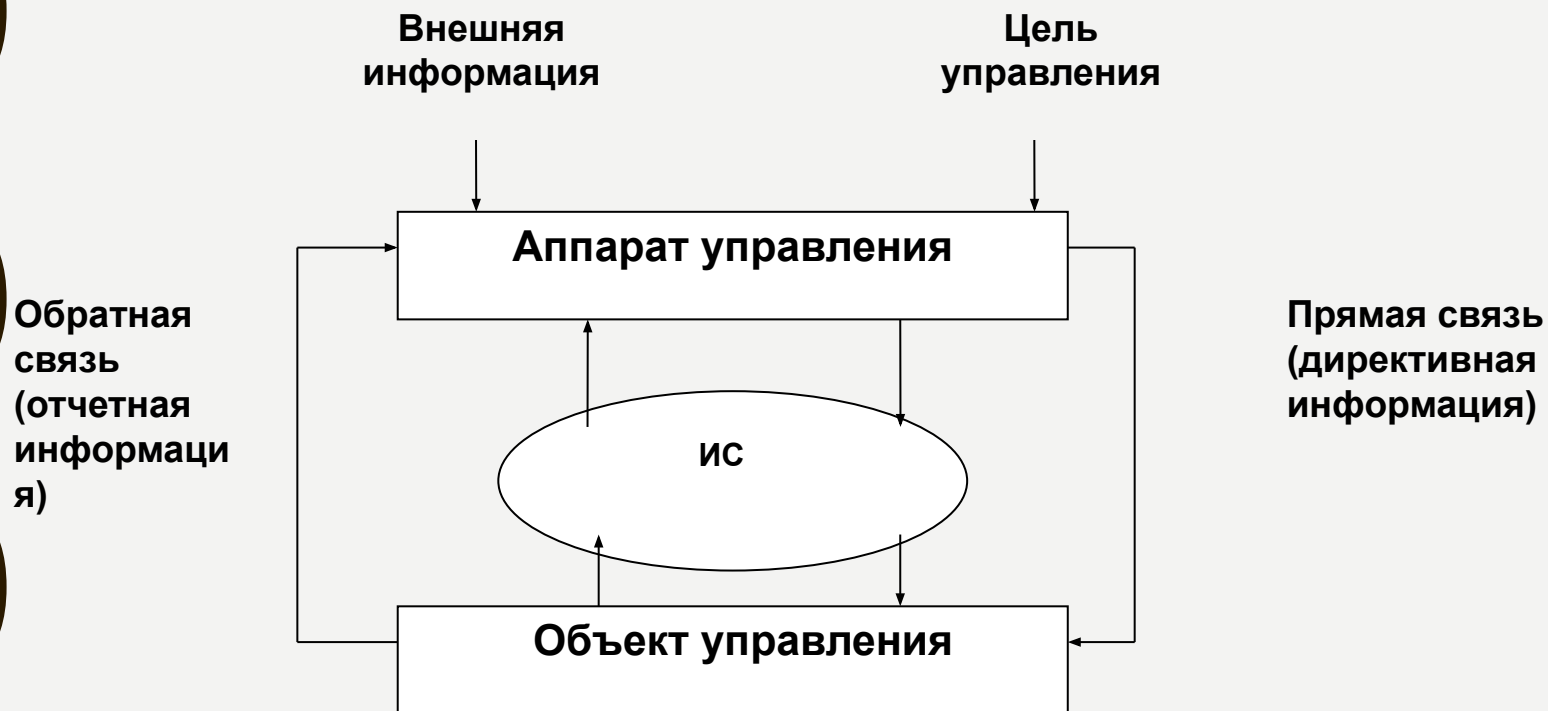 Внешняя
информация
Цель
управления
Аппарат управления
Обратная
связь
(отчетная
информаци
я)
Прямая связь
(директивная
информация)
ИС
Объект управления